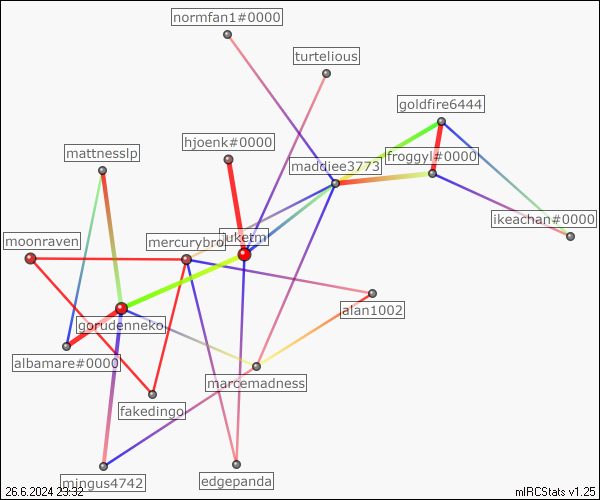 normfan1#0000
turtelious
goldfire6444
hjoenk#0000
mattnesslp
froggyl#0000
maddiee3773
ikeachan#0000
moonraven
mercurybro
uketm
alan1002
gorudenneko
albamare#0000
marcemadness
fakedingo
mingus4742
edgepanda
26.6.2024 23:32
mIRCStats v1.25